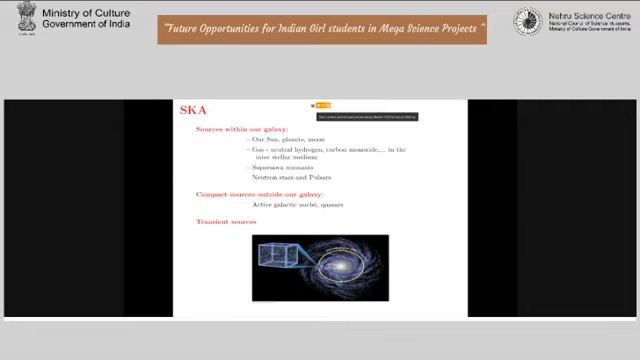 Ministry of Culture
Government of India
"Future Opportunities for Indian Girl students in Mega Science Projects "
Nehru Science Centre
National Council of Science Museums,
Ministry of Culture, Govt. of India
SKA
Sources within our galaxy:
– Our Sun, planets, moon
– Gas - neutral hydrogen, carbon monoxide,... in the
inter stellar medium
– Supernova remnants
Neutron stars and Pulsars
Compact sources outside our galaxy:
Active galactic nuclei, quasars
Transient sources